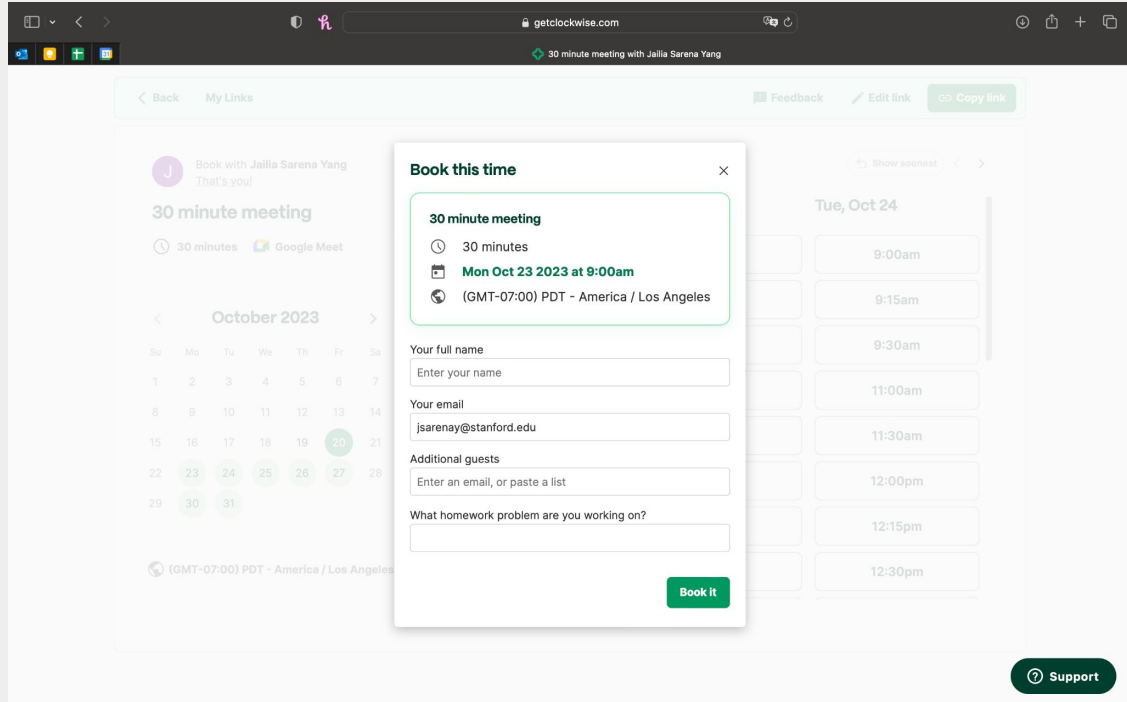 getclockwise.com
30 minute meeting with Jailia Sarena Yang
Back My Links Feedback Edit link Copy link
J
Book with Jailia Sarena Yang
That's you!
30 minute meeting
30 minutes Google Meet
October 2023
Su Mo Tu We Th Fr Sa
1 2 3 4 5 6 7
8 9 10 11 12 13 14
15 16 17 18 19 20 21
22 23 24 25 26 27 28
29 30 31
(GMT-07:00) PDT - America / Los Angeles
Book this time
30 minute meeting
30 minutes
Mon Oct 23 2023 at 9:00am
(GMT-07:00) PDT - America / Los Angeles
Your full name
Enter your name
Your email
jsarenay@stanford.edu
Additional guests
Enter an email, or paste a list
What homework problem are you working on?
Book it
Show soonest
Tue, Oct 24
9:00am
9:15am
9:30am
11:00am
11:30am
12:00pm
12:15pm
12:30pm
Support